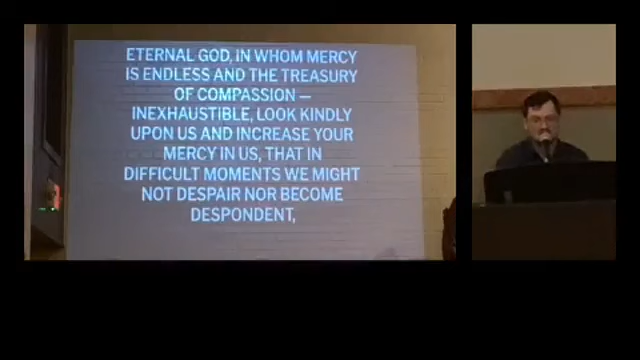 ETERNAL GOD, IN WHOM MERCY
IS ENDLESS AND THE TREASURY
OF COMPASSION —
INEXHAUSTIBLE, LOOK KINDLY
UPON US AND INCREASE YOUR
MERCY IN US, THAT IN
DIFFICULT MOMENTS WE MIGHT
NOT DESPAIR NOR BECOME
DESPONDENT,